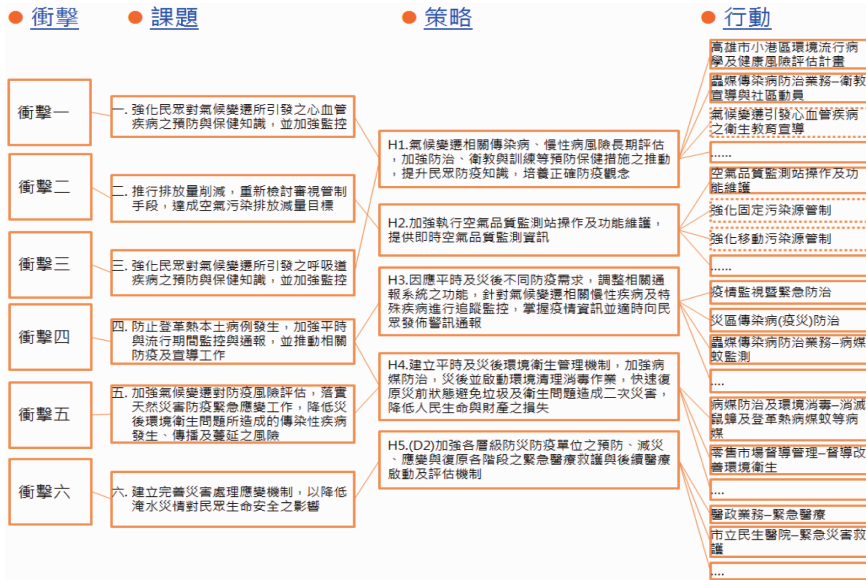 衝擊
課題
策略
行動
衝擊一
衝擊二
衝擊三
衝擊四
衝擊五
衝擊六
一. 強化民眾對氣候變遷所引發之心血管
疾病之預防與保健知識，並加強監控
二. 推行排放量削減，重新檢討審視管制
手段，達成空氣污染排放減量目標
三. 強化民眾對氣候變遷所引發之呼吸道
疾病之預防與保健知識，並加強監控
四. 防止登革熱本土病例發生，加強平時
與流行期間監控與通報，並推動相關
防疫及宣導工作
五. 加強氣候變遷對防疫風險評估，落實
天然災害防疫緊急應變工作，降低災
後環境衛生問題所造成的傳染性疾病
發生、傳播及蔓延之風險
六. 建立完善災害處理應變機制，以降低
淹水災情對民眾生命安全之影響
H1.氣候變遷相關傳染病、慢性病風險長期評估
，加強防治、衛教與訓練等預防保健措施之推動
，提升民眾防疫知識，培養正確防疫觀念
H2.加強執行空氣品質監測站操作及功能維護，
提供即時空氣品質監測資訊
H3.因應平時及災後不同防疫需求，調整相關通
報系統之功能，針對氣候變遷相關慢性疾病及特
殊疾病進行追蹤監控，掌握疫情資訊並適時向民
眾發佈警訊通報
H4.建立平時及災後環境衛生管理機制，加強病
媒防治，災後並啟動環境清理消毒作業，快速復
原災前狀態避免垃圾及衛生問題造成二次災害，
降低人民生命與財產之損失
H5.(D2)加強各層級防災防疫單位之預防、減災
、應變與復原各階段之緊急醫療救護與後續醫療
啟動及評估機制
高雄市小港區環境流行病
學及健康風險評估計畫
蟲媒傳染病防治業務–衛教
宣導與社區動員
氣候變遷引發心血管疾病
之衛生教育宣導
......
空氣品質監測站操作及功
能維護
強化固定污染源管制
強化移動污染源管制
......
疫情監視暨緊急防治
災區傳染病(疫災)防治
蟲媒傳染病防治業務–病媒
蚊監測
....
病媒防治及環境消毒–消滅
鼠蟑及登革熱病媒蚊等病
媒
零售市場督導管理–督導改
善環境衛生
....
醫政業務–緊急醫療
市立民生醫院–緊急災害救
護
....